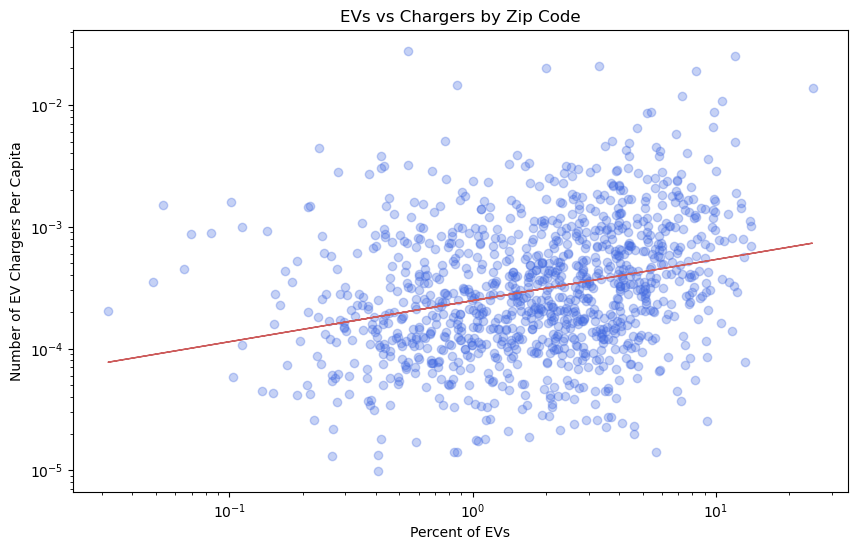 EVs vs Chargers by Zip Code
Number of EV Chargers Per Capita
10⁻²
10⁻³
10⁻⁴
10⁻⁵
10⁻¹
10⁰
10¹
Percent of EVs